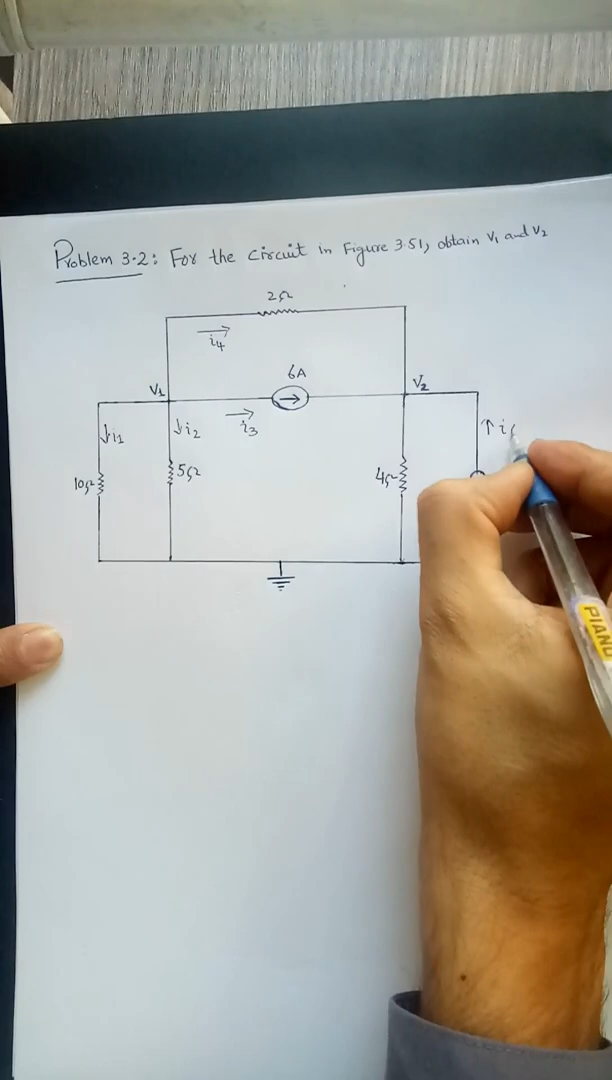 Problem 3.2: For the circuit in Figure 3.51, obtain V1 and V2
2Ω
i4
6A
V1
V2
i1
i2
i3
10Ω
5Ω
4Ω
PIANO